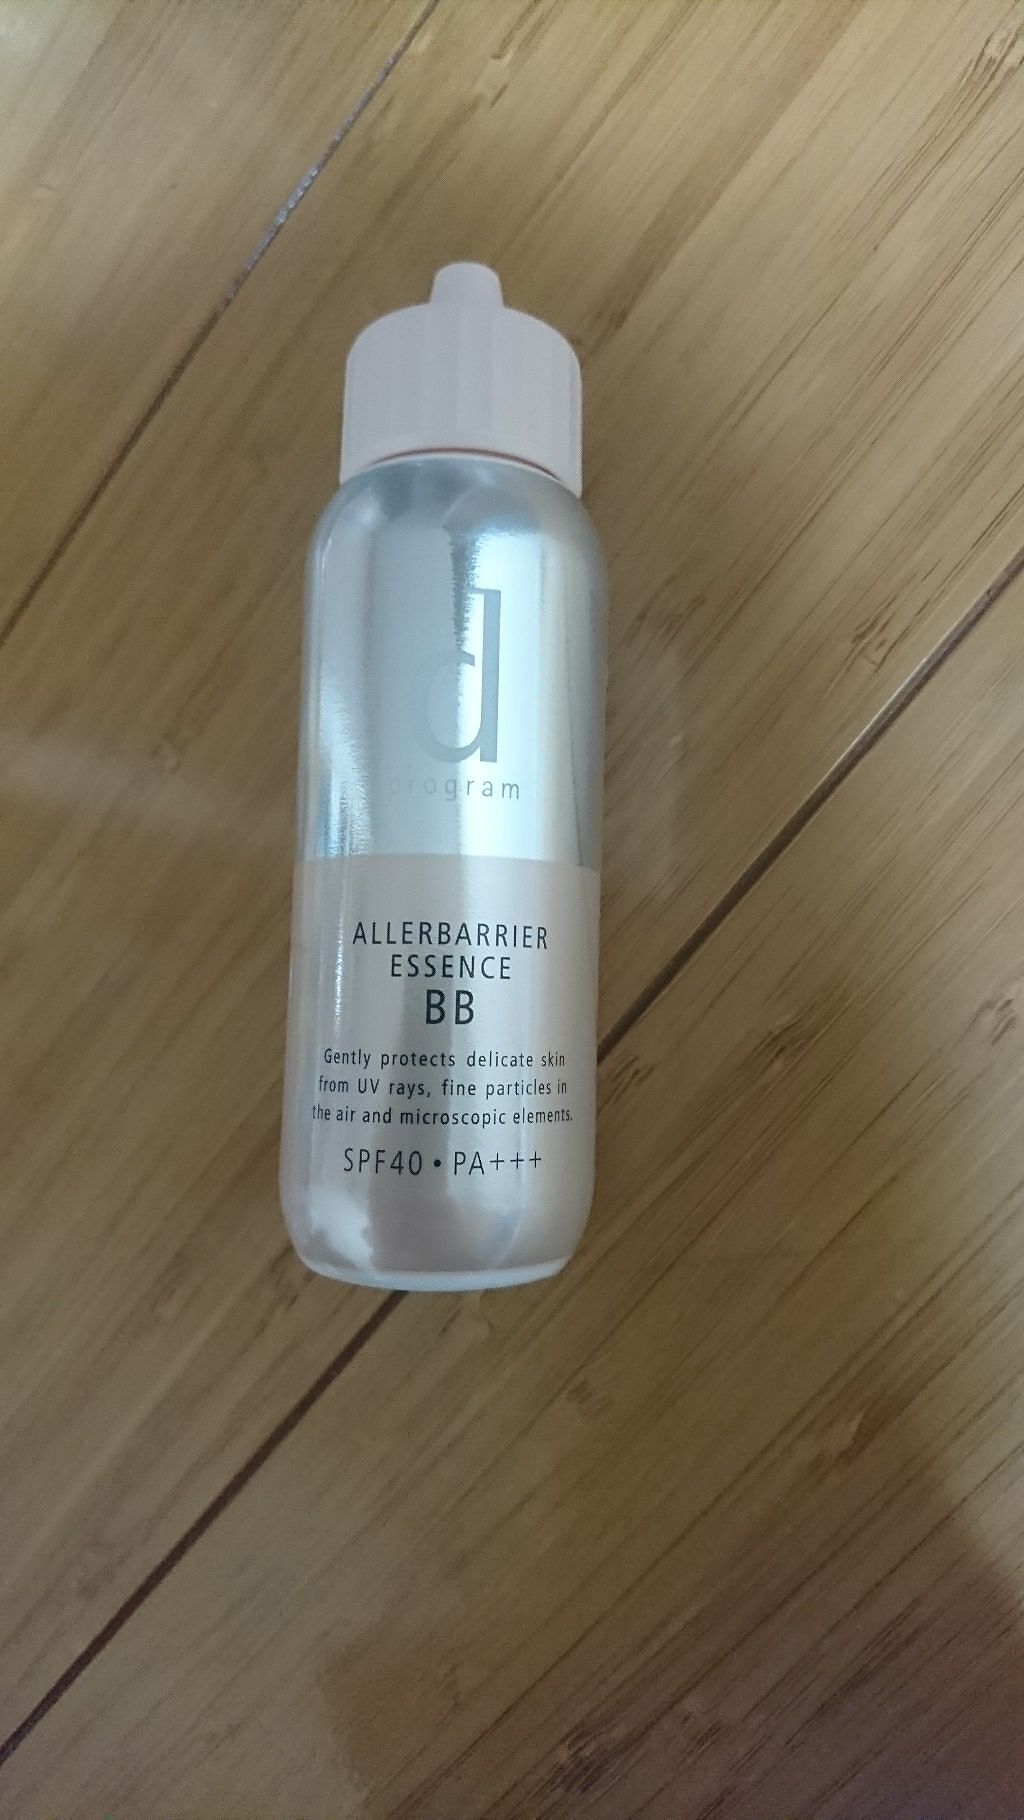 d
program
ALLERBARRIER
ESSENCE
BB
Gently protects delicate skin
from UV rays, fine particles in
the air and microscopic elements.
SPF40 • PA+++